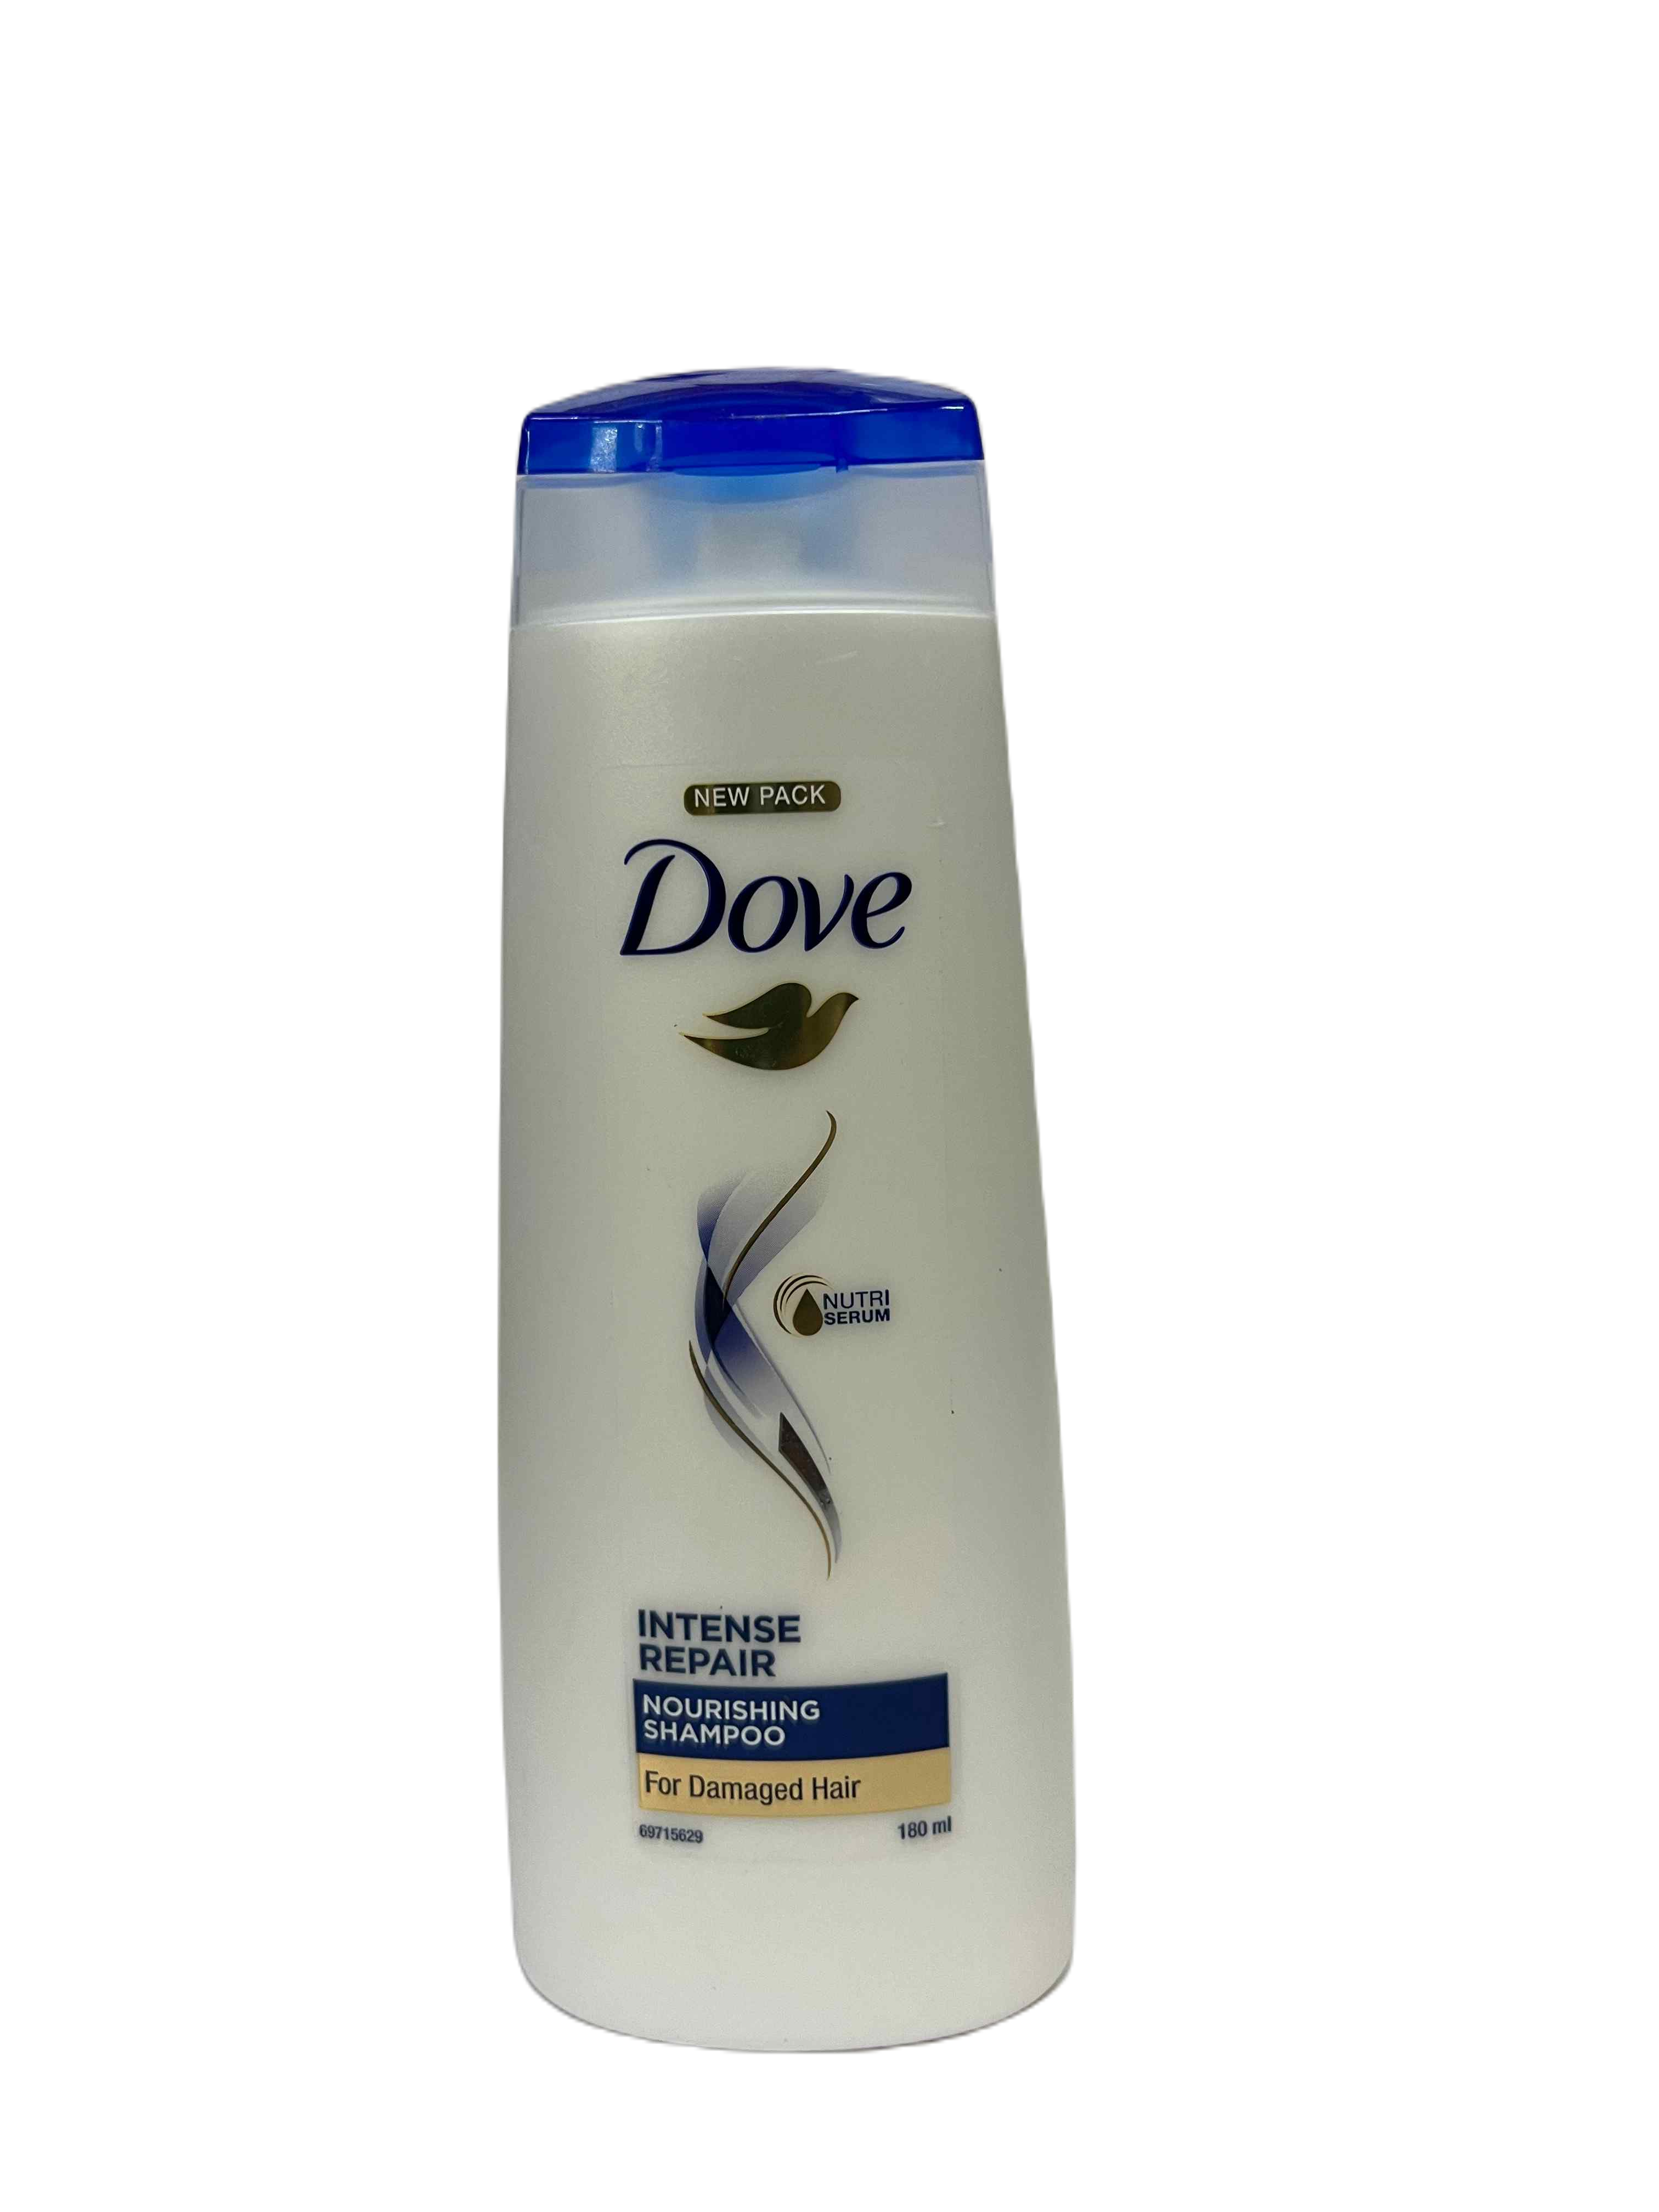 NEW PACK
Dove
NUTRI
SERUM
INTENSE
REPAIR
NOURISHING
SHAMPOO
For Damaged Hair
69715629 180 ml